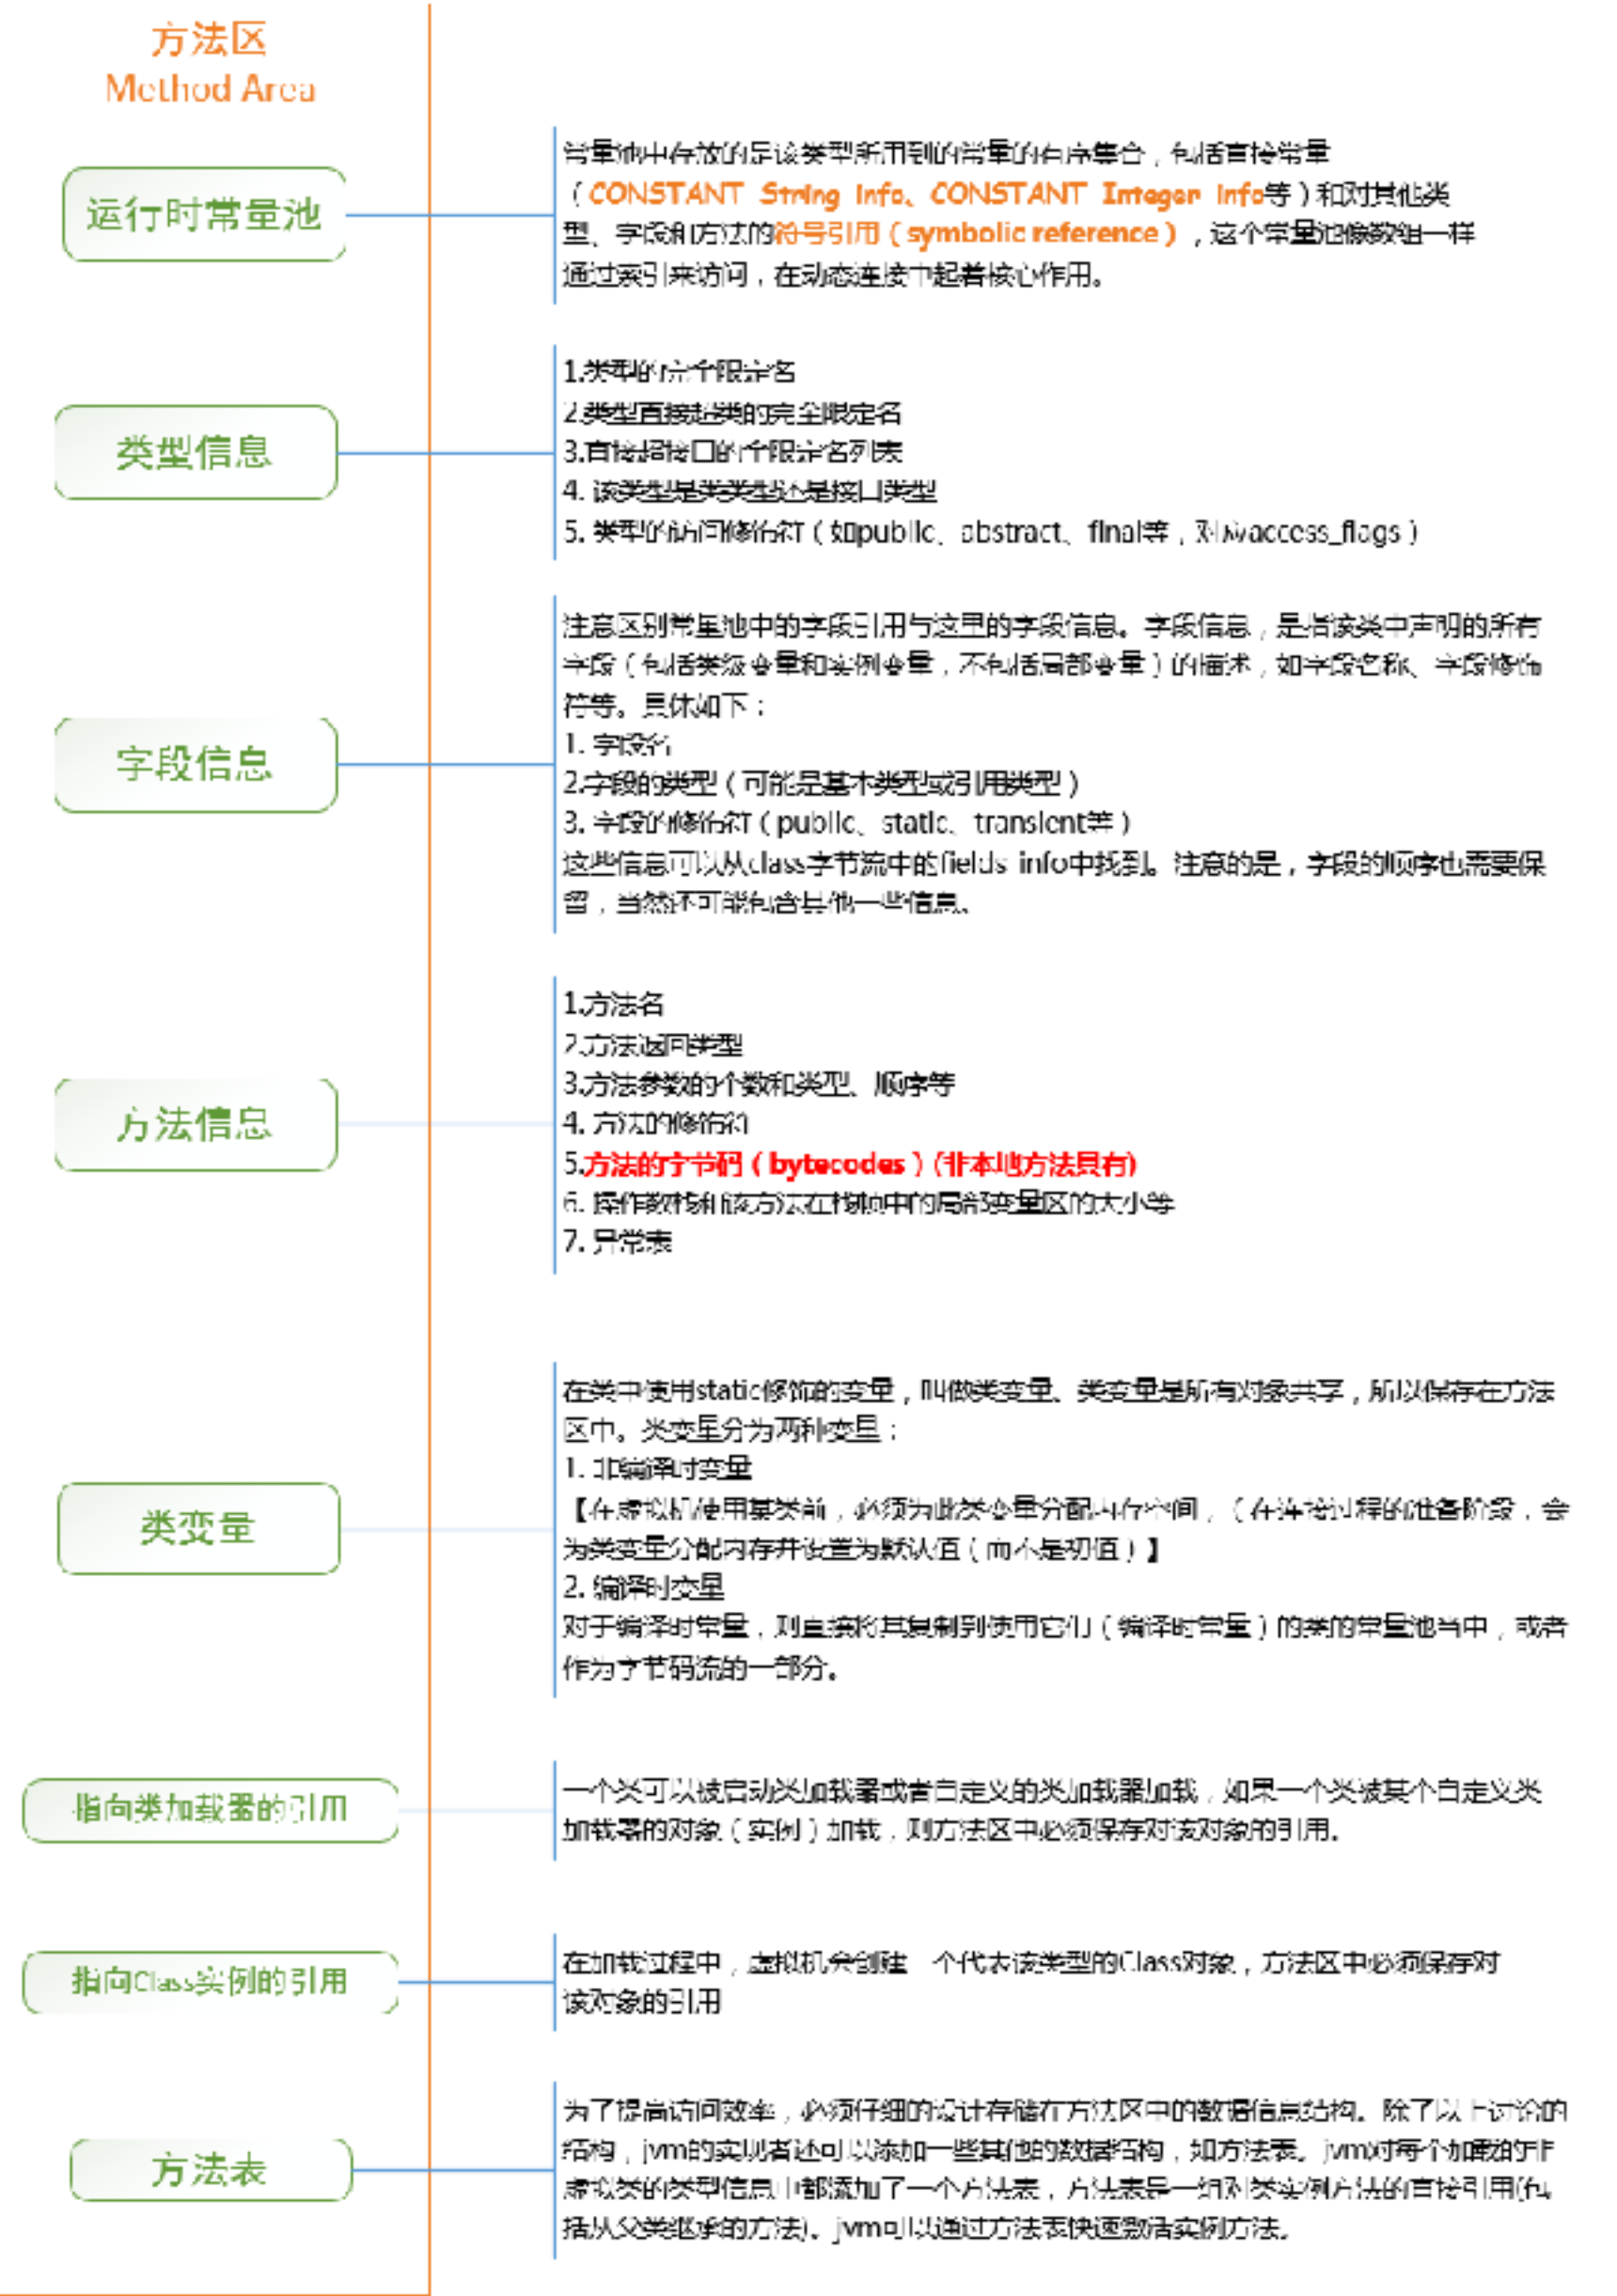 方法区
Method Area
运行时常量池
常量池中存放的是该类型所用到的常量的有序集合，包括直接常量
（CONSTANT_String_info、CONSTANT_Integer_info等）和对其他类
型、字段和方法的符号引用（symbolic reference），这个常量池像数组一样
通过索引来访问，在动态连接中起着核心作用。
类型信息
1.类型的完全限定名
2.类型直接超类的完全限定名
3.直接超接口的全限定名列表
4. 该类型是类类型还是接口类型
5. 类型的访问修饰符（如public、abstract、final等，对应access_flags）
字段信息
注意区别常量池中的字段引用与这里的字段信息。字段信息，是指该类中声明的所有
字段（包括类级变量和实例变量，不包括局部变量）的描述，如字段名称、字段修饰
符等。具体如下：
1. 字段名
2.字段的类型（可能是基本类型或引用类型）
3. 字段的修饰符（public、static、transient等）
这些信息可以从class字节流中的fields_info中找到。注意的是，字段的顺序也需要保
留，当然还可能包含其他一些信息。
方法信息
1.方法名
2.方法返回类型
3.方法参数的个数和类型、顺序等
4. 方法的修饰符
5.方法的字节码（bytecodes）(非本地方法具有)
6. 操作数栈和该方法在栈帧中的局部变量区的大小等
7. 异常表
类变量
在类中使用static修饰的变量，叫做类变量、类变量是所有对象共享，所以保存在方法
区中。类变量分为两种变量：
1. 非编译时变量
【在虚拟机使用某类前，必须为此类变量分配内存空间，（在连接过程的准备阶段，会
为类变量分配内存并设置为默认值（而不是初值）】
2. 编译时变量
对于编译时常量，则直接将其复制到使用它们（编译时常量）的类的常量池当中，或者
作为字节码流的一部分。
指向类加载器的引用
一个类可以被启动类加载器或者自定义的类加载器加载，如果一个类被某个自定义类
加载器的对象（实例）加载，则方法区中必须保存对该对象的引用。
指向Class实例的引用
在加载过程中，虚拟机会创建一个代表该类型的Class对象，方法区中必须保存对
该对象的引用
方法表
为了提高访问效率，必须仔细的设计存储在方法区中的数据信息结构。除了以上讨论的
结构，jvm的实现者还可以添加一些其他的数据结构，如方法表。jvm对每个加载的非
虚拟类的类型信息中都添加了一个方法表，方法表是一组对类实例方法的直接引用(包
括从父类继承的方法)。jvm可以通过方法表快速激活实例方法。